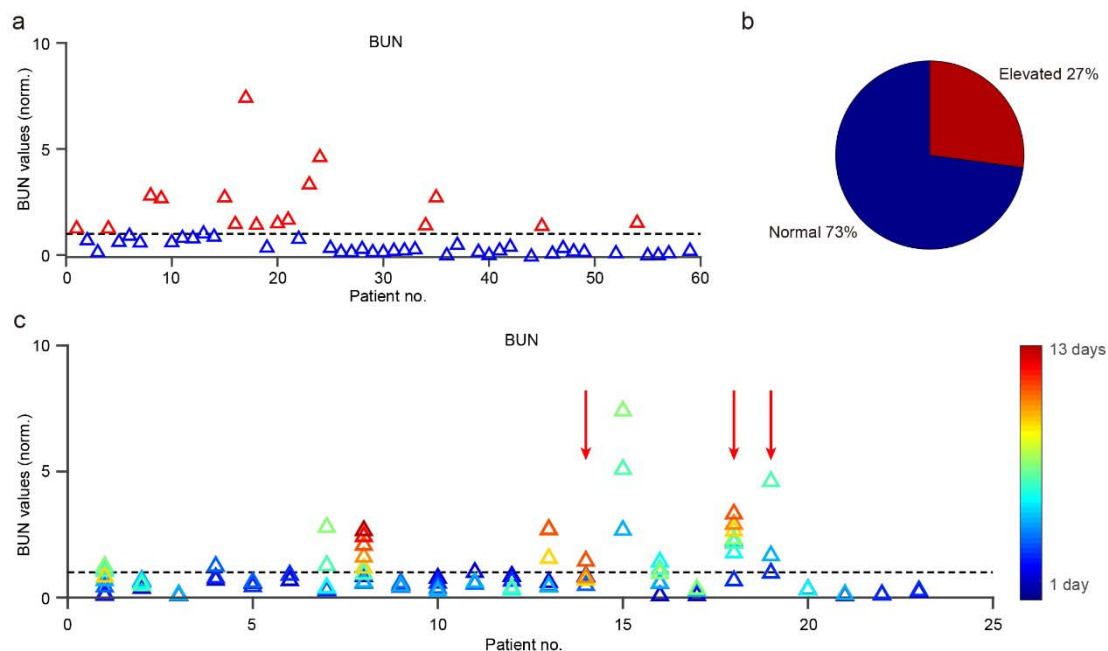 a
BUN
BUN values (norm.)
10
5
0
0 10 20 30 40 50 60
Patient no.
b
Elevated 27%
Normal 73%
c
BUN
BUN values (norm.)
10
5
0
0 5 10 15 20 25
Patient no.
13 days
1 day